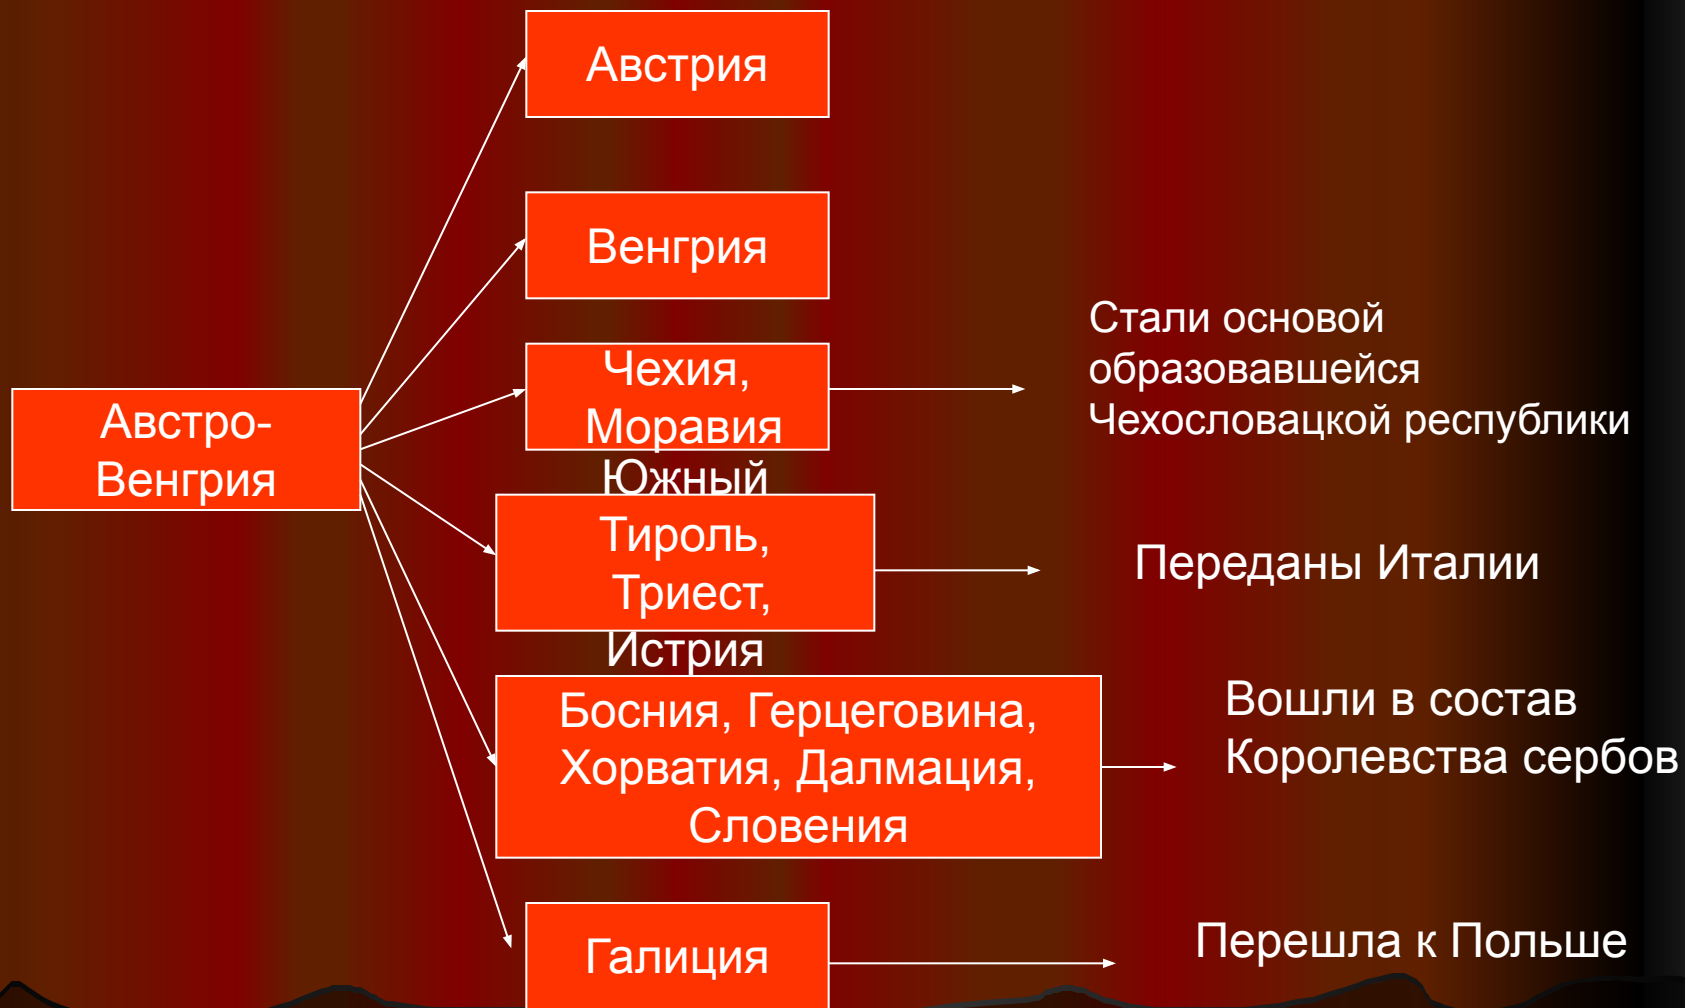 Австрия
Венгрия
Чехия,
Моравия
Стали основой
образовавшейся
Чехословацкой республики
Австро-
Венгрия
Южный
Тироль,
Триест,
Истрия
Переданы Италии
Босния, Герцеговина,
Хорватия, Далмация,
Словения
Вошли в состав
Королевства сербов
Галиция
Перешла к Польше